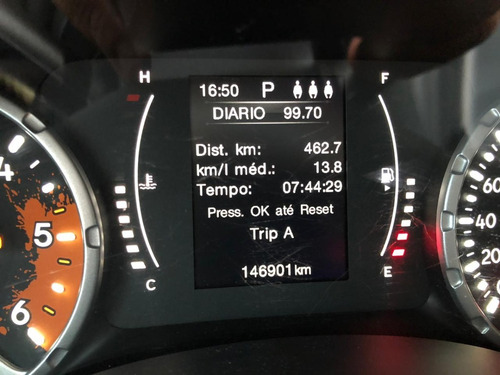 H F
16:50 P
DIARIO 99.70
Dist. km: 462.7
km/l méd.: 13.8
Tempo: 07:44:29
Press. OK até Reset
Trip A
146901 km
C E
4
5
6
60
40
20